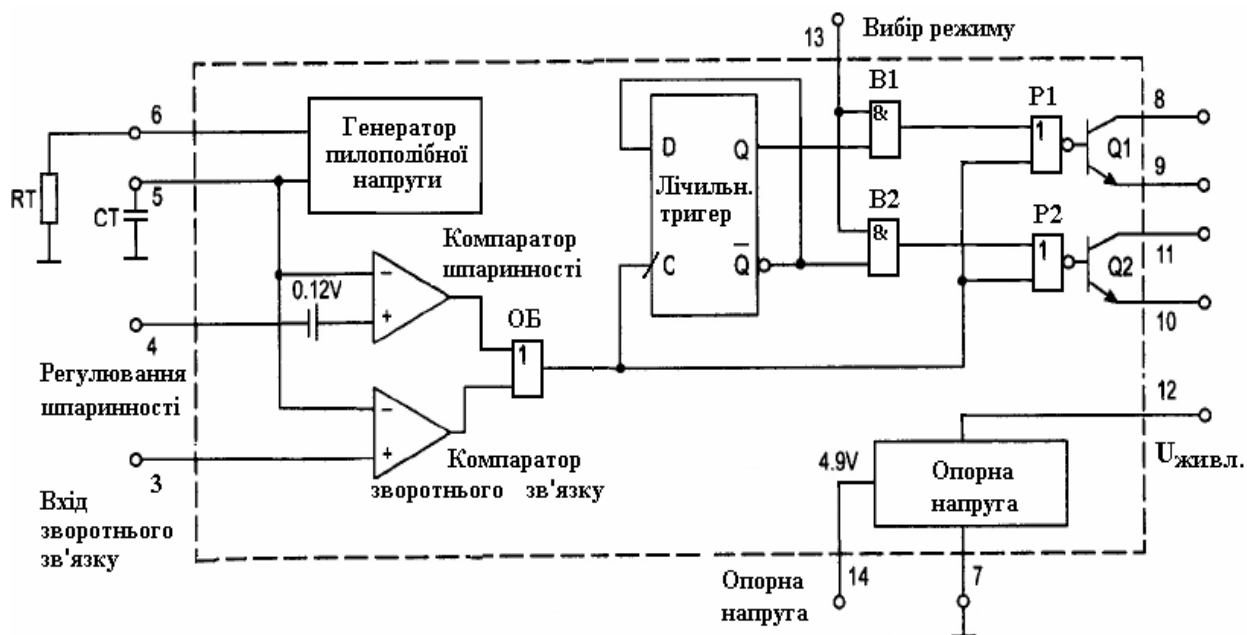 13
Вибір режиму
6
Генератор
пилоподібної
напруги
5
RT
CT
B1
&
P1
1
8
Q1
9
D
Q
Лічильн.
тригер
B2
&
P2
1
11
Q2
10
C
Q
Компаратор
шпаринності
0.12V
−
+
ОБ
1
4
Регулювання
шпаринності
−
+
3
Компаратор
зворотнього зв'язку
Вхід
зворотнього
зв'язку
12
Uживл.
4.9V
Опорна
напруга
14
7
Опорна
напруга